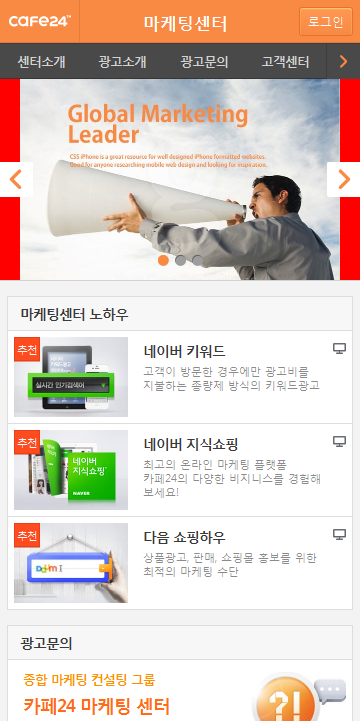 cafe24
마케팅센터
로그인
센터소개 광고소개 광고문의 고객센터
Global Marketing
Leader
CSS iPhone is a great resource for well designed iPhone formatted websites.
Good for anyone researching mobile web design and looking for inspiration.
마케팅센터 노하우
추천
실시간 인기검색어
네이버 키워드
고객이 방문한 경우에만 광고비를
지불하는 종량제 방식의 키워드광고
추천
네이버
지식쇼핑
NAVER
네이버 지식쇼핑
최고의 온라인 마케팅 플랫폼
카페24의 다양한 비지니스를 경험해
보세요!
추천
Daum
다음 쇼핑하우
상품광고, 판매, 쇼핑몰 홍보를 위한
최적의 마케팅 수단
광고문의
종합 마케팅 컨설팅 그룹
카페24 마케팅 센터
?!